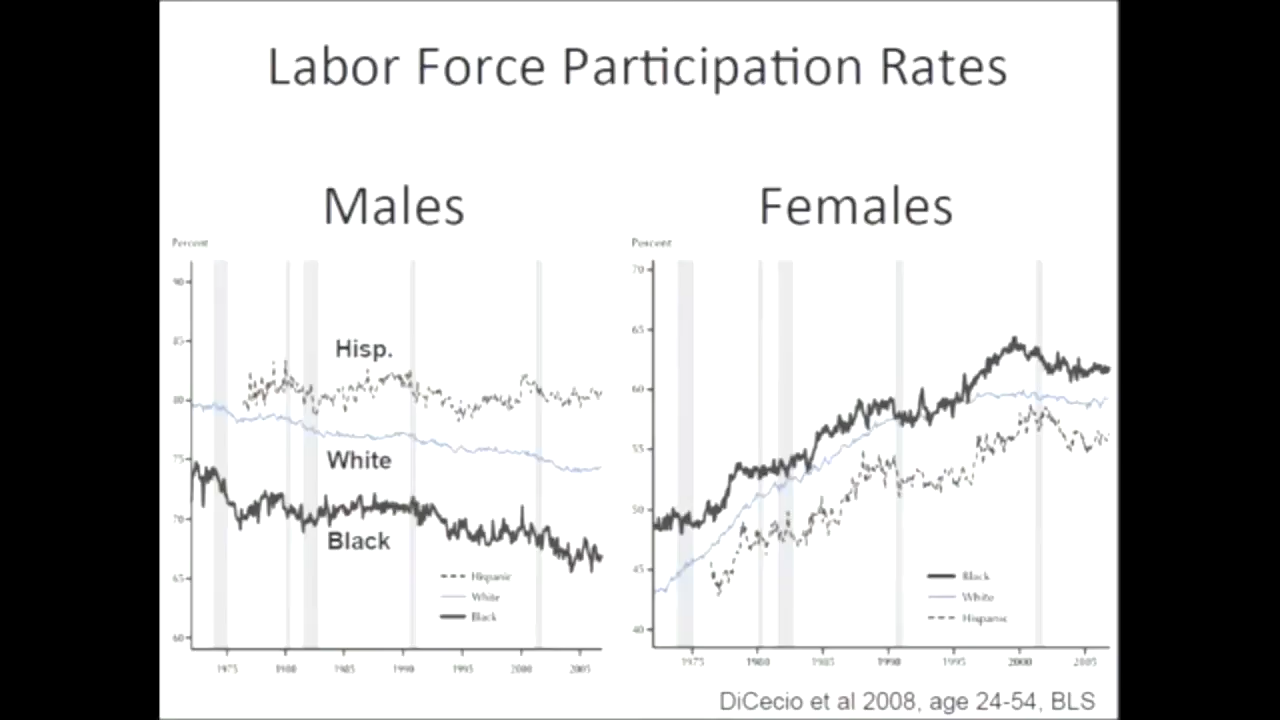 Labor Force Participation Rates
Males
Females
Percent
90
85
80
75
70
65
60
Hisp.
White
Black
Hispanic
White
Black
1975 1980 1985 1990 1995 2000 2005
Percent
70
65
60
55
50
45
40
Black
White
Hispanic
1975 1980 1985 1990 1995 2000 2005
DiCecio et al 2008, age 24-54, BLS